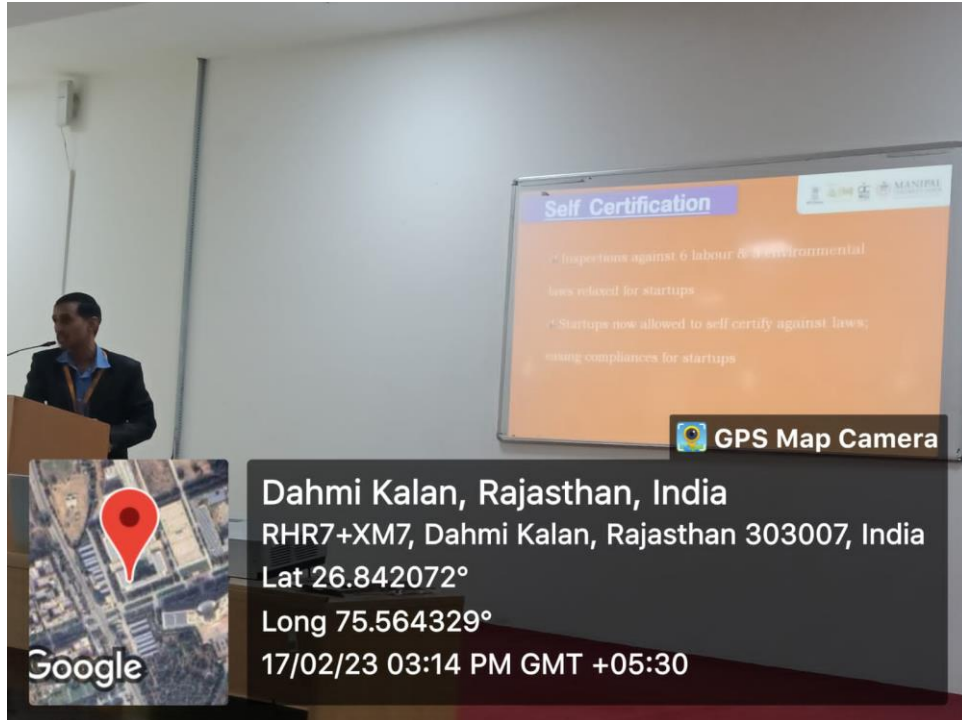 Self Certification
MANIPAL
Inspections against 6 labour & 3 environmental
laws relaxed for startups
Startups now allowed to self certify against laws;
easing compliances for startups
GPS Map Camera
Dahmi Kalan, Rajasthan, India
RHR7+XM7, Dahmi Kalan, Rajasthan 303007, India
Lat 26.842072°
Long 75.564329°
17/02/23 03:14 PM GMT +05:30
Google